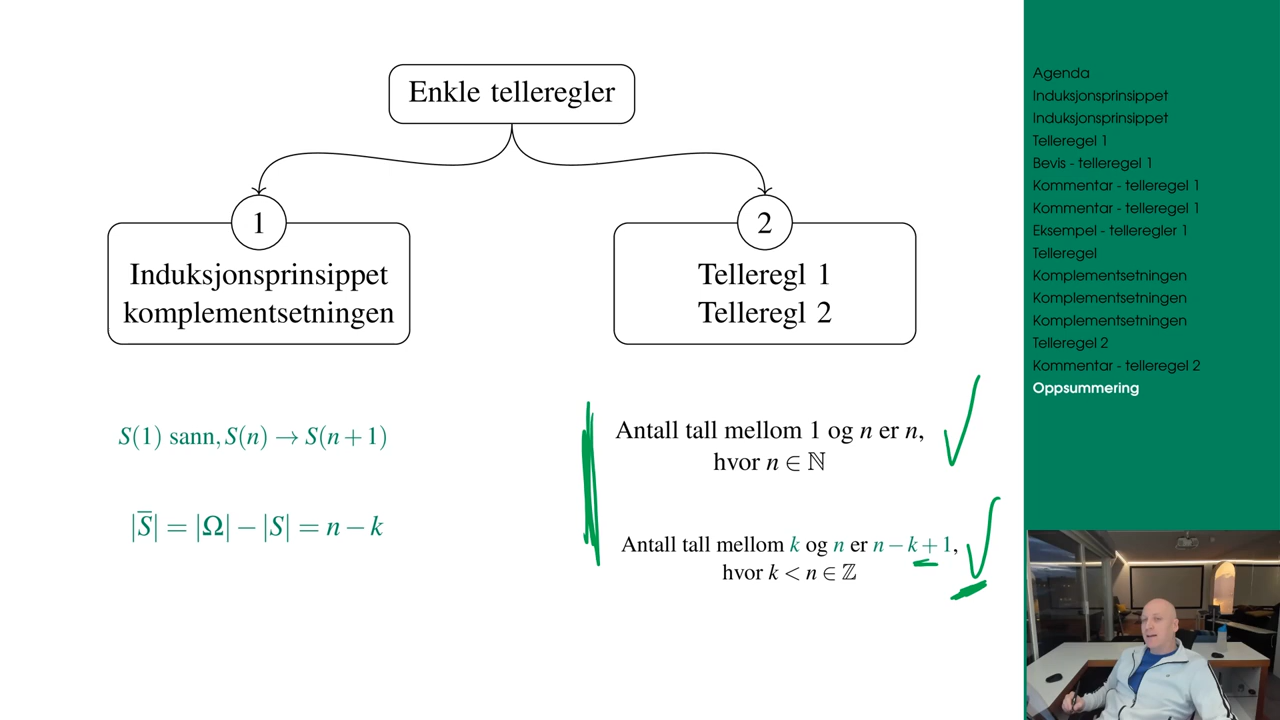 Enkle telleregler
1
Induksjonsprinsippet
komplementsetningen
2
Telleregl 1
Telleregl 2
S(1) sann, S(n) → S(n+1)
|S̅| = |Ω| − |S| = n − k
Antall tall mellom 1 og n er n,
hvor n ∈ ℕ
Antall tall mellom k og n er n − k + 1,
hvor k < n ∈ ℤ
Agenda
Induksjonsprinsippet
Induksjonsprinsippet
Telleregel 1
Bevis - telleregel 1
Kommentar - telleregel 1
Kommentar - telleregel 1
Eksempel - telleregler 1
Telleregel
Komplementsetningen
Komplementsetningen
Komplementsetningen
Telleregel 2
Kommentar - telleregel 2
Oppsummering